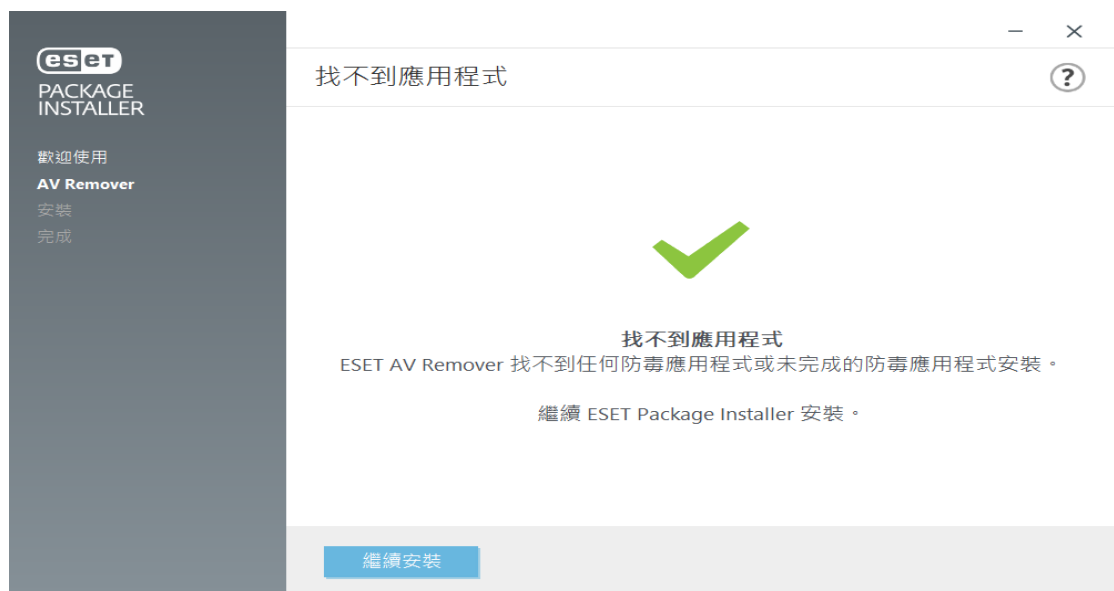 eseT
PACKAGE
INSTALLER
歡迎使用
AV Remover
安裝
完成
找不到應用程式
?
找不到應用程式
ESET AV Remover 找不到任何防毒應用程式或未完成的防毒應用程式安裝。
繼續 ESET Package Installer 安裝。
繼續安裝